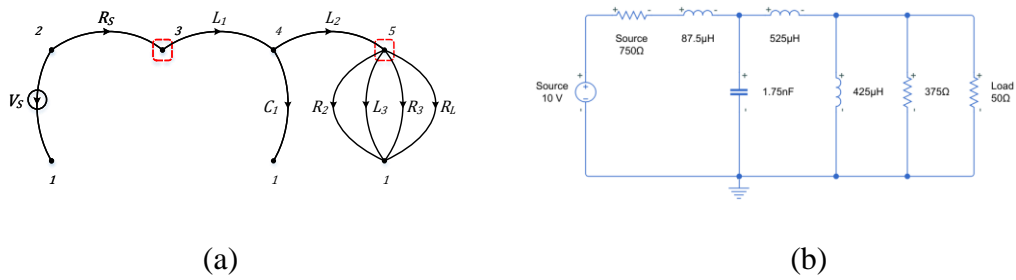 2 R_S 3 L_1 4 L_2 5
V_S C_1 R_2 L_3 R_3 R_L
1 1 1
(a)
+ - + - + -
Source 750Ω 87.5µH 525µH
Source 10 V + - + - 1.75nF + - 425µH + - 375Ω + - Load 50Ω
(b)